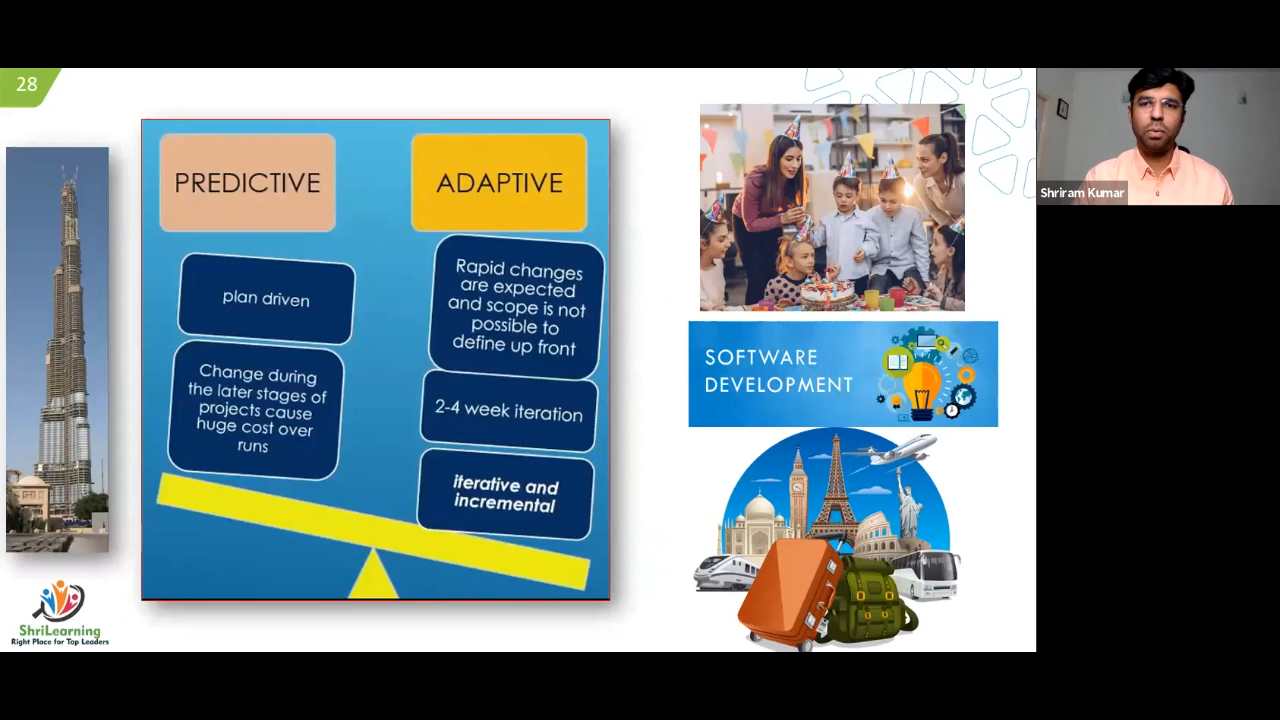 28
PREDICTIVE
ADAPTIVE
plan driven
Change during
the later stages of
projects cause
huge cost over
runs
Rapid changes
are expected
and scope is not
possible to
define up front
2-4 week iteration
iterative and
incremental
SOFTWARE
DEVELOPMENT
ShriLearning
Right Place for Top Leaders
Shriram Kumar